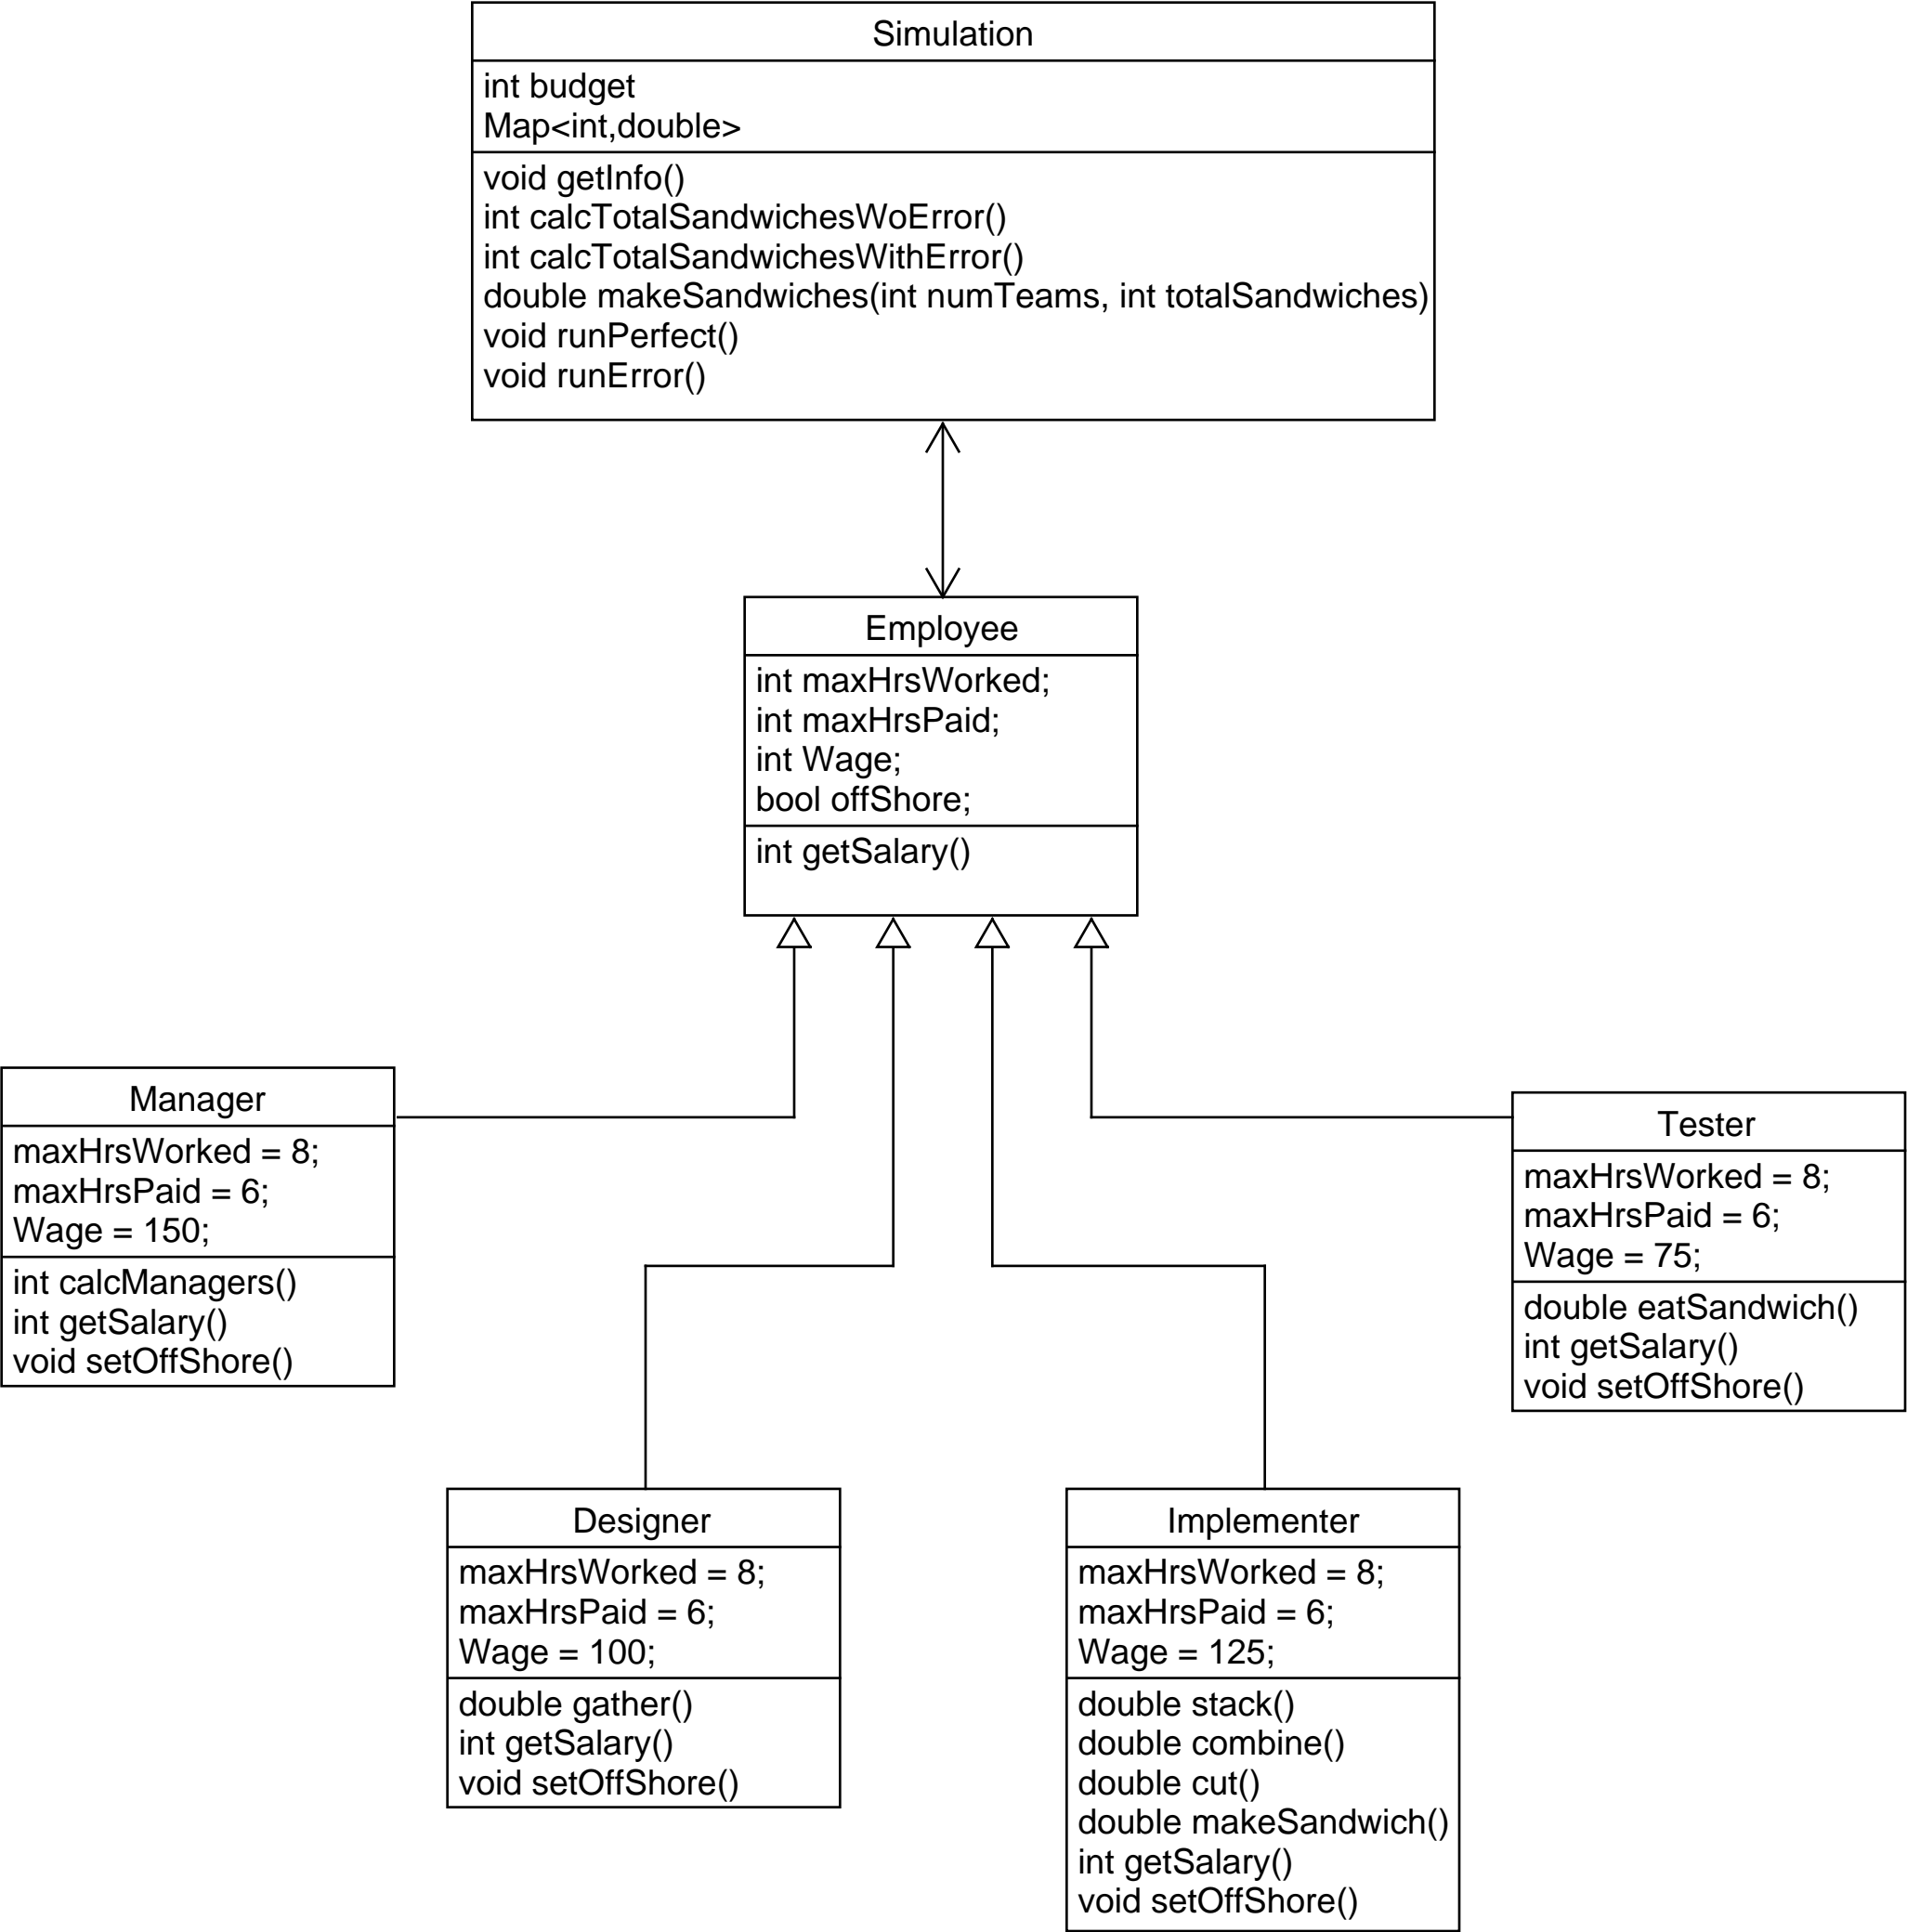 Simulation
int budget
Map<int,double>
void getInfo()
int calcTotalSandwichesWoError()
int calcTotalSandwichesWithError()
double makeSandwiches(int numTeams, int totalSandwiches)
void runPerfect()
void runError()
Employee
int maxHrsWorked;
int maxHrsPaid;
int Wage;
bool offShore;
int getSalary()
Manager
maxHrsWorked = 8;
maxHrsPaid = 6;
Wage = 150;
int calcManagers()
int getSalary()
void setOffShore()
Tester
maxHrsWorked = 8;
maxHrsPaid = 6;
Wage = 75;
double eatSandwich()
int getSalary()
void setOffShore()
Designer
maxHrsWorked = 8;
maxHrsPaid = 6;
Wage = 100;
double gather()
int getSalary()
void setOffShore()
Implementer
maxHrsWorked = 8;
maxHrsPaid = 6;
Wage = 125;
double stack()
double combine()
double cut()
double makeSandwich()
int getSalary()
void setOffShore()